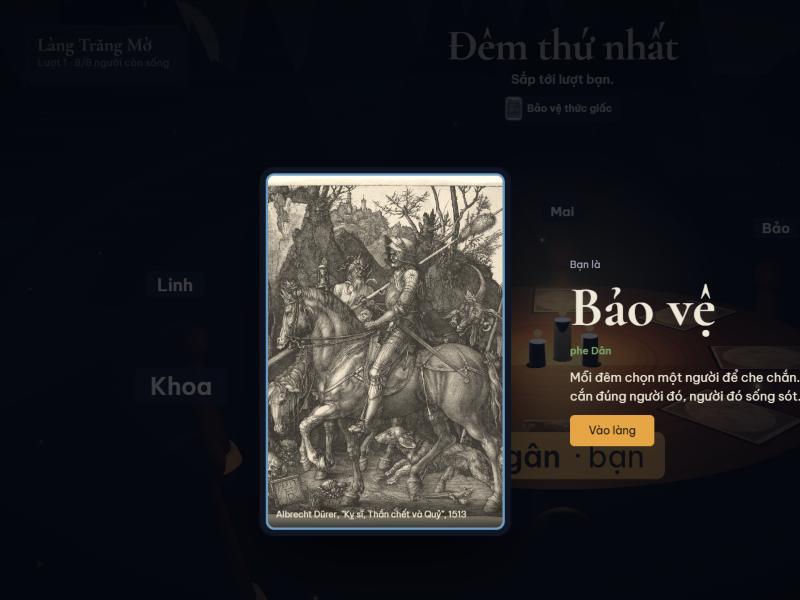 Làng Trăng Mờ
Lượt 1 · 8/8 người còn sống
Đêm thứ nhất
Sắp tới lượt bạn.
Bảo vệ thức giấc
Mai
Bảo
Linh
Khoa
Bạn là
Bảo vệ
phe Dân
Mỗi đêm chọn một người để che chắn.
cắn đúng người đó, người đó sống sót.
Vào làng
gân · bạn
Albrecht Dürer, "Kỵ sĩ, Thần chết và Quỷ", 1513